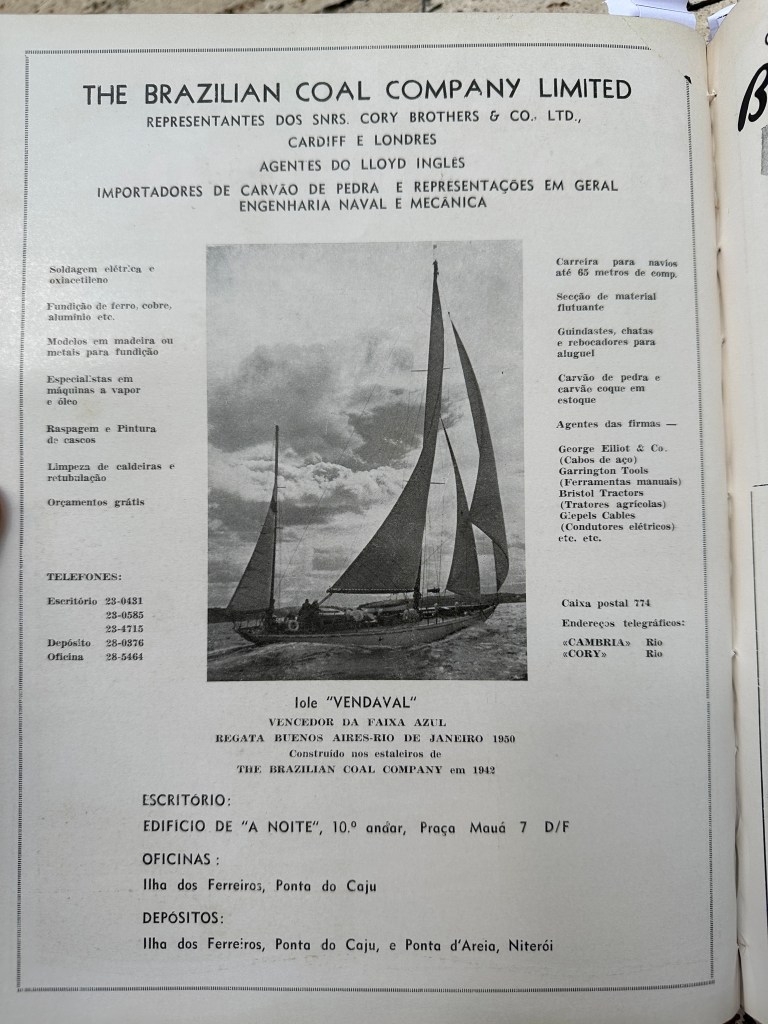 THE BRAZILIAN COAL COMPANY LIMITED
REPRESENTANTES DOS SNRS. CORY BROTHERS & CO., LTD.,
CARDIFF E LONDRES
AGENTES DO LLOYD INGLÊS
IMPORTADORES DE CARVÃO DE PEDRA E REPRESENTAÇÕES EM GERAL
ENGENHARIA NAVAL E MECÂNICA
Soldagem elétrica e
oxiacetileno
Fundição de ferro, cobre,
alumínio etc.
Modelos em madeira ou
metais para fundição
Especialistas em
máquinas a vapor
e óleo
Raspagem e Pintura
de cascos
Limpeza de caldeiras e
retubulação
Orçamentos grátis
TELEFONES:
Escritório 23-0431
23-0585
23-4715
Depósito 28-0376
Oficina 28-5464
Carreira para navios
até 65 metros de comp.
Secção de material
flutuante
Guindastes, chatas
e rebocadores para
aluguel
Carvão de pedra e
carvão coque em
estoque
Agentes das firmas —
George Elliot & Co.
(Cabos de aço)
Garrington Tools
(Ferramentas manuais)
Bristol Tractors
(Tratores agrícolas)
Glepels Cables
(Condutores elétricos)
etc. etc.
Caixa postal 774
Endereços telegráficos:
«CAMBRIA» Rio
«CORY» Rio
Iole "VENDAVAL"
VENCEDOR DA FAIXA AZUL
REGATA BUENOS AIRES-RIO DE JANEIRO 1950
Construído nos estaleiros de
THE BRAZILIAN COAL COMPANY em 1942
ESCRITÓRIO:
EDIFÍCIO DE "A NOITE", 10.º andar, Praça Mauá 7 D/F
OFICINAS:
Ilha dos Ferreiros, Ponta do Caju
DEPÓSITOS:
Ilha dos Ferreiros, Ponta do Caju, e Ponta d'Areia, Niterói
B